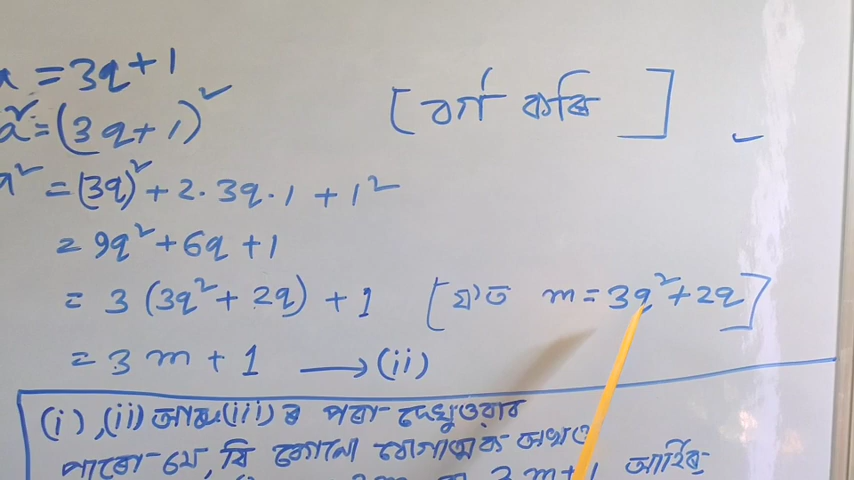 a = 3q+1
a² = (3q+1)² [বৰ্গ কৰি]
a² = (3q)² + 2·3q·1 + 1²
= 9q² + 6q + 1
= 3 (3q² + 2q) + 1 [য'ত m = 3q² + 2q]
= 3m + 1 ⟶ (ii)
(i), (ii) আৰু (iii) ৰ পৰা দেখুওৱাব
পাৰো যে, যি কোনো যোগাত্মক অখণ্ড
3m + 1 আৰ্হিৰ